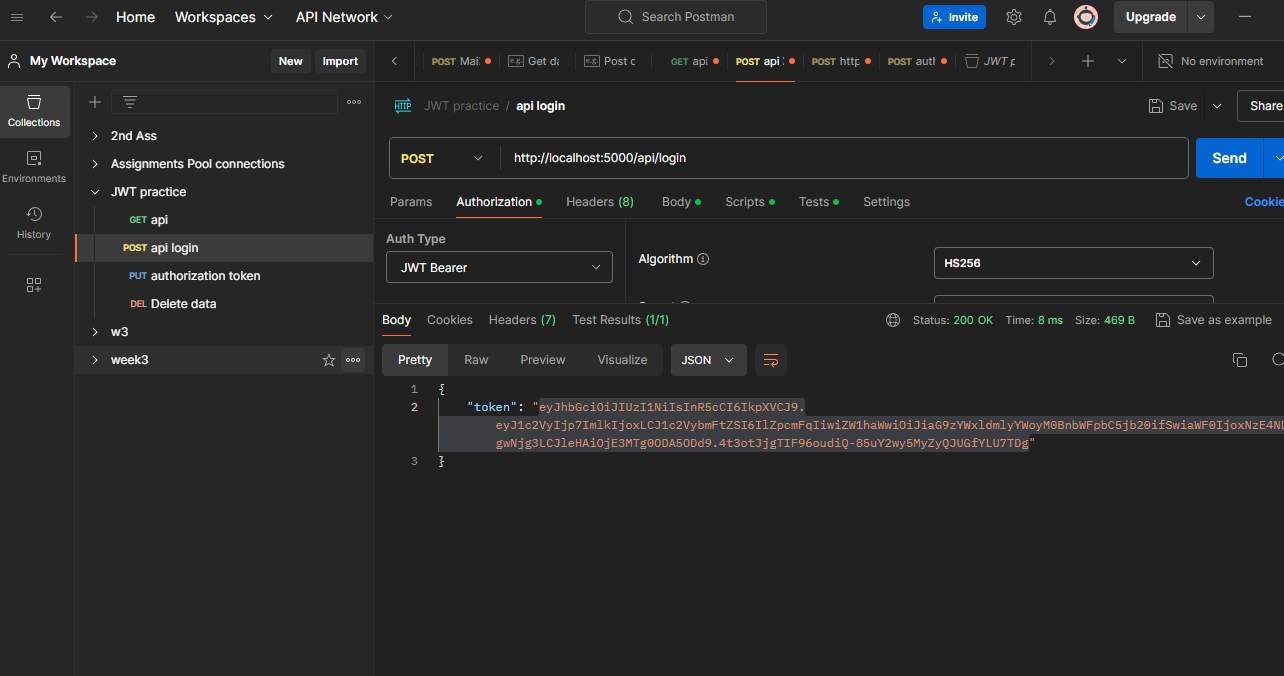 Home Workspaces API Network Search Postman Invite Upgrade
My Workspace New Import POST Mai Get da Post c GET api POST api POST http POST auth JWT p No environment
Collections
Environments
History
2nd Ass
Assignments Pool connections
JWT practice
GET api
POST api login
PUT authorization token
DEL Delete data
w3
week3
HTTP JWT practice / api login Save Share
POST http://localhost:5000/api/login Send
Params Authorization Headers (8) Body Scripts Tests Settings Cookie
Auth Type
JWT Bearer
Algorithm
HS256
Body Cookies Headers (7) Test Results (1/1) Status: 200 OK Time: 8 ms Size: 469 B Save as example
Pretty Raw Preview Visualize JSON
1 {
2 "token": "eyJhbGciOiJIUzI1NiIsInR5cCI6IkpXVCJ9.
eyJ1c2VyIjp7ImlkIjoxLCJ1c2VybmFtZSI6IlZpcmFqIiwiZW1haWwiOiJiaG9zYWxldmlyYWoyM0BnbWFpbC5jb20ifSwiaWF0IjoxNzE4ND
gwNjg3LCJleHAiOjE3MTg0ODA5ODd9.4t3otJjgTIF96oudiQ-85uY2wy5MyZyQJUGfYLU7TDg"
3 }